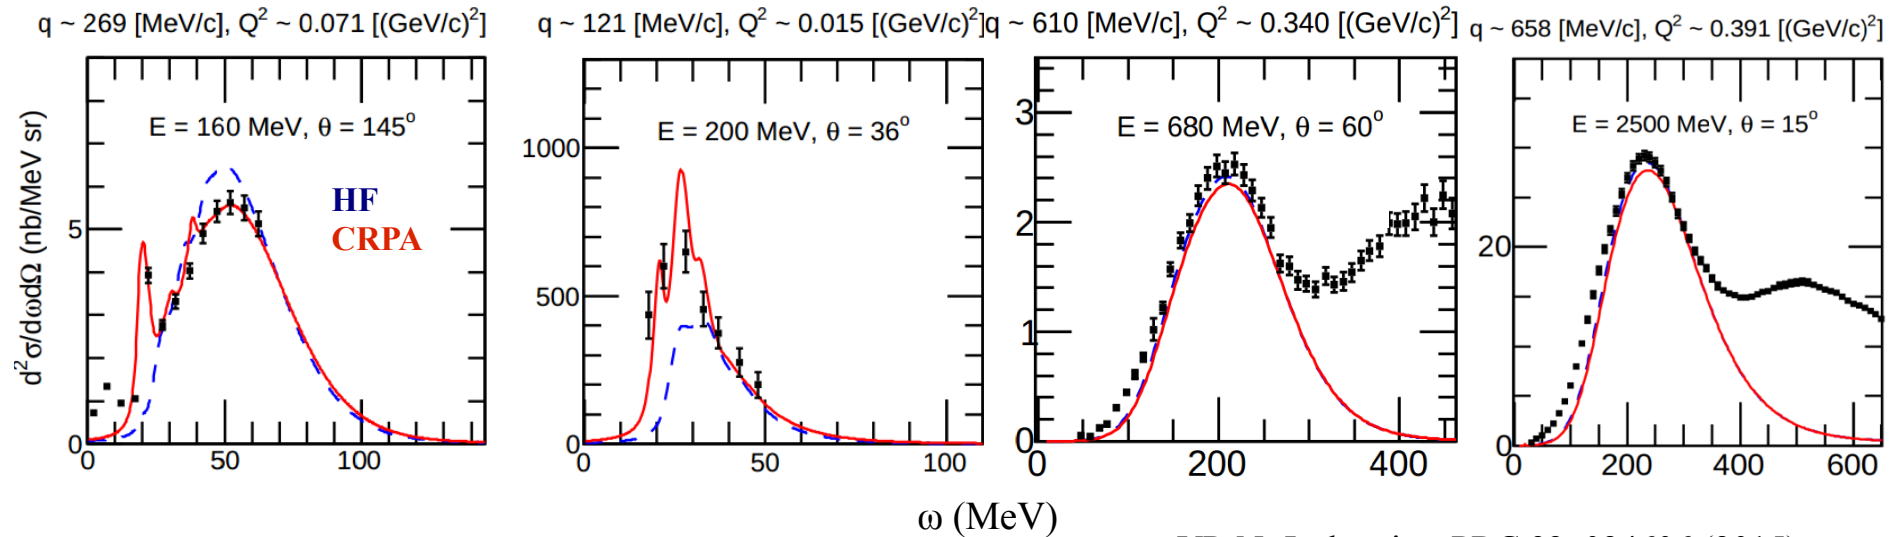 q ~ 269 [MeV/c], Q² ~ 0.071 [(GeV/c)²]
q ~ 121 [MeV/c], Q² ~ 0.015 [(GeV/c)²]
q ~ 610 [MeV/c], Q² ~ 0.340 [(GeV/c)²]
q ~ 658 [MeV/c], Q² ~ 0.391 [(GeV/c)²]
d²σ/dωdΩ (nb/MeV sr)
E = 160 MeV, θ = 145°
HF
CRPA
5
0
0 50 100
E = 200 MeV, θ = 36°
1000
500
0
0 50 100
E = 680 MeV, θ = 60°
3
2
1
0
0 200 400
E = 2500 MeV, θ = 15°
20
0
0 200 400 600
ω (MeV)